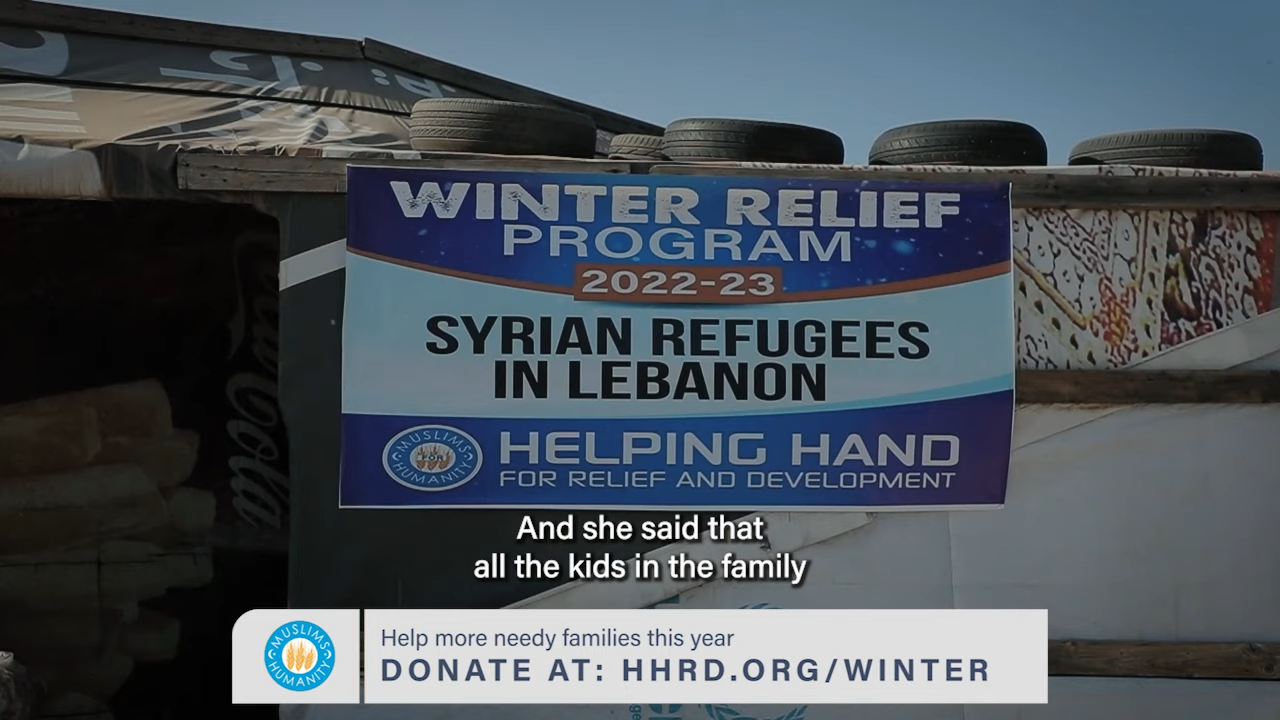 WINTER RELIEF
PROGRAM
2022-23
SYRIAN REFUGEES
IN LEBANON
MUSLIMS
FOR
HUMANITY
HELPING HAND
FOR RELIEF AND DEVELOPMENT
And she said that
all the kids in the family
MUSLIMS
HUMANITY
Help more needy families this year
DONATE AT: HHRD.ORG/WINTER